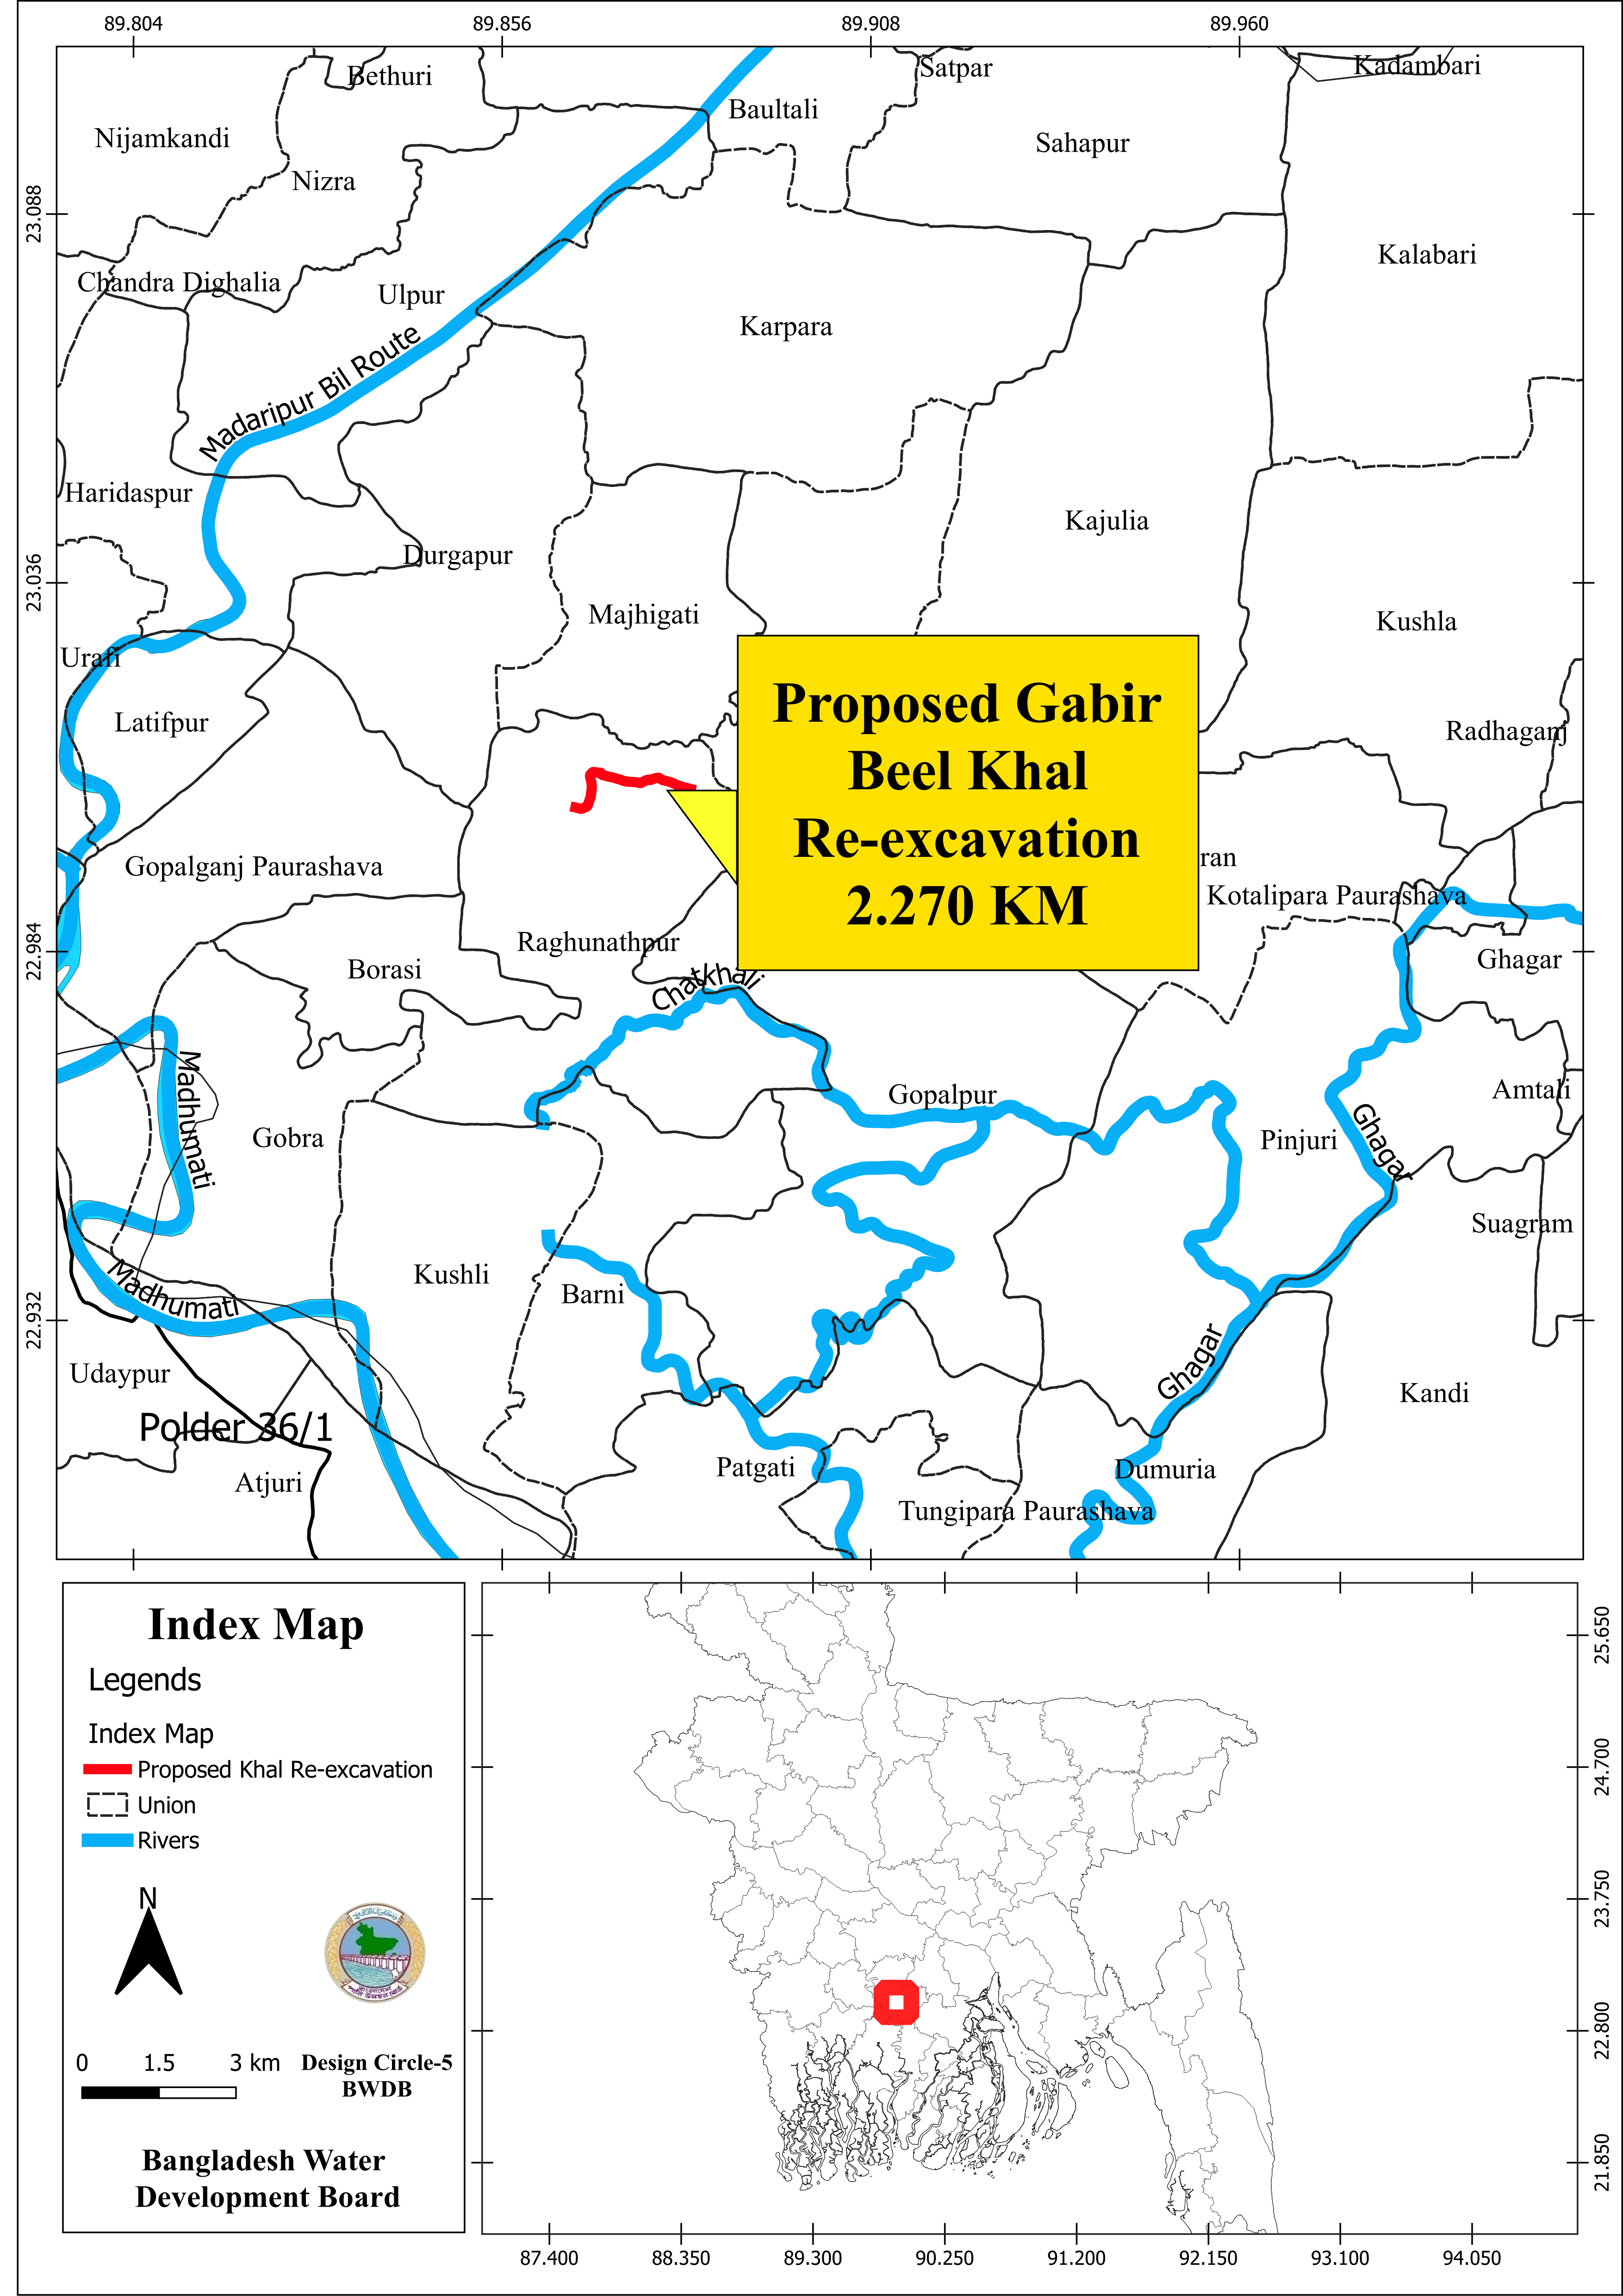 89.804 89.856 89.908 89.960
Bethuri
Satpar
Kadambari
Baultali
Nijamkandi
Sahapur
Nizra
23.088
Kalabari
Chandra Dighalia
Ulpur
Karpara
Madaripur Bil Route
Haridaspur
Kajulia
Durgapur
23.036
Majhigati
Kushla
Urafi
Latifpur
Radhaganj
Proposed Gabir
Beel Khal
Re-excavation
2.270 KM
ran
Gopalganj Paurashava
Kotalipara Paurashava
22.984
Raghunathpur
Borasi
Ghagar
Chatkhali
Madhumati
Gopalpur
Amtali
Gobra
Pinjuri
Ghagar
Suagram
Kushli
Madhumati
Barni
22.932
Udaypur
Ghagar
Kandi
Polder 36/1
Atjuri
Patgati
Dumuria
Tungipara Paurashava
Index Map
Legends
Index Map
Proposed Khal Re-excavation
Union
Rivers
N
0 1.5 3 km
Design Circle-5
BWDB
Bangladesh Water
Development Board
25.650
24.700
23.750
22.800
21.850
87.400 88.350 89.300 90.250 91.200 92.150 93.100 94.050